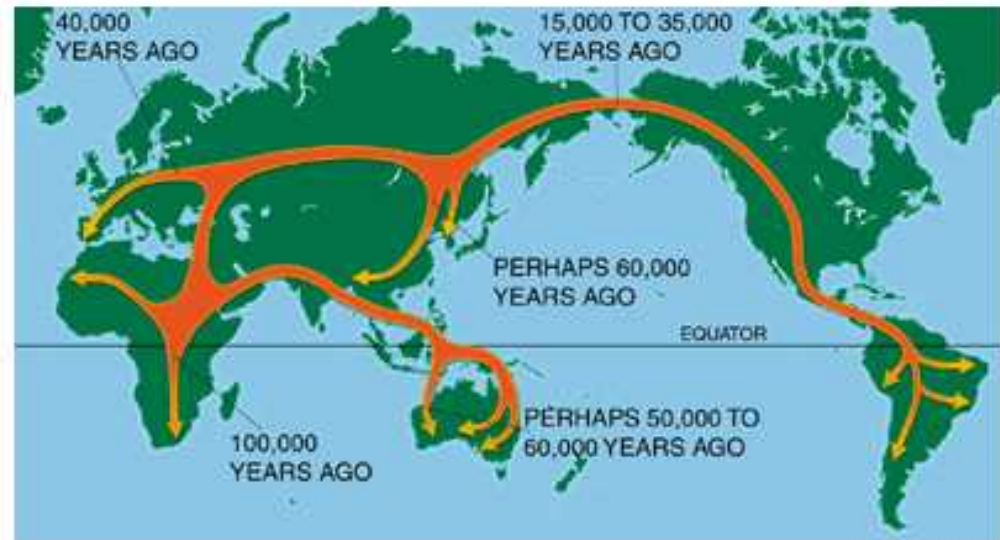 40,000
YEARS AGO
15,000 TO 35,000
YEARS AGO
PERHAPS 60,000
YEARS AGO
EQUATOR
PERHAPS 50,000 TO
60,000 YEARS AGO
100,000
YEARS AGO